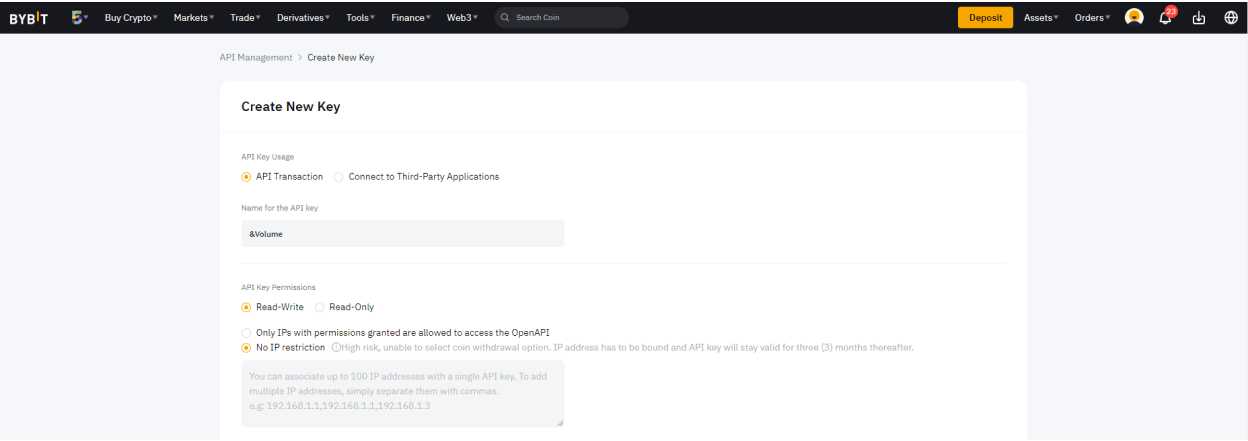 BYBIT Buy Crypto Markets Trade Derivatives Tools Finance Web3 Search Coin Deposit Assets Orders 23
API Management > Create New Key
Create New Key
API Key Usage
API Transaction Connect to Third-Party Applications
Name for the API key
&Volume
API Key Permissions
Read-Write Read-Only
Only IPs with permissions granted are allowed to access the OpenAPI
No IP restriction High risk, unable to select coin withdrawal option. IP address has to be bound and API key will stay valid for three (3) months thereafter.
You can associate up to 100 IP addresses with a single API key. To add
multiple IP addresses, simply separate them with commas.
e.g: 192.168.1.1,192.168.1.1,192.168.1.3